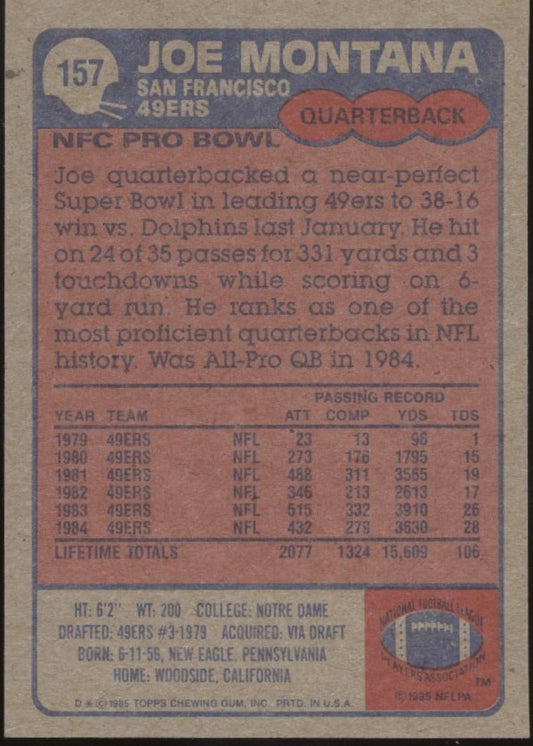 157
JOE MONTANA
SAN FRANCISCO
49ERS
QUARTERBACK
NFC PRO BOWL
Joe quarterbacked a near-perfect
Super Bowl in leading 49ers to 38-16
win vs. Dolphins last January. He hit
on 24 of 35 passes for 331 yards and 3
touchdowns while scoring on 6-
yard run. He ranks as one of the
most proficient quarterbacks in NFL
history. Was All-Pro QB in 1984.
PASSING RECORD
YEAR TEAM ATT COMP YDS TDS
1979 49ERS NFL 23 13 96 1
1980 49ERS NFL 273 176 1795 15
1981 49ERS NFL 488 311 3565 19
1982 49ERS NFL 346 213 2613 17
1983 49ERS NFL 515 332 3910 26
1984 49ERS NFL 432 279 3630 28
LIFETIME TOTALS 2077 1324 15,609 106
HT: 6'2" WT: 200 COLLEGE: NOTRE DAME
DRAFTED: 49ERS #3-1979 ACQUIRED: VIA DRAFT
BORN: 6-11-56, NEW EAGLE, PENNSYLVANIA
HOME: WOODSIDE, CALIFORNIA
D * © 1985 TOPPS CHEWING GUM, INC. PRTD. IN U.S.A.
NATIONAL FOOTBALL LEAGUE
PLAYERS ASSOCIATION
TM
© 1985 NFLPA